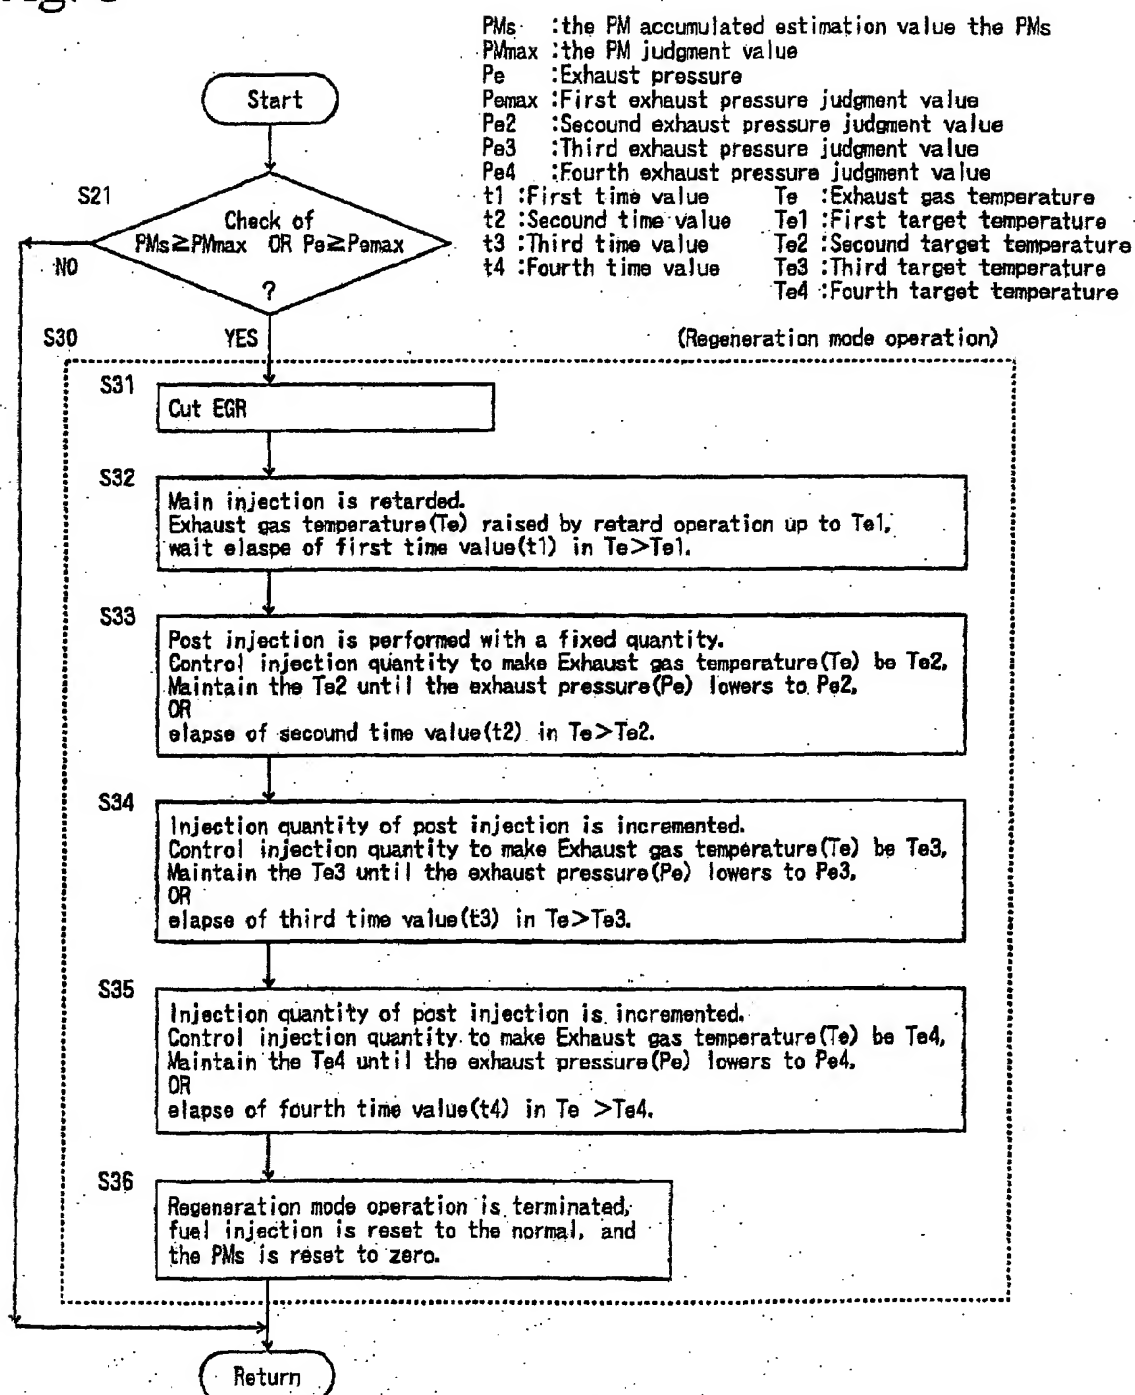 PMs :the PM accumulated estimation value the PMs
PMmax :the PM judgment value
Pe :Exhaust pressure
Pemax :First exhaust pressure judgment value
Pe2 :Secound exhaust pressure judgment value
Pe3 :Third exhaust pressure judgment value
Pe4 :Fourth exhaust pressure judgment value
t1 :First time value Te :Exhaust gas temperature
t2 :Secound time value Te1 :First target temperature
t3 :Third time value Te2 :Secound target temperature
t4 :Fourth time value Te3 :Third target temperature
Te4 :Fourth target temperature
Start
S21
Check of
PMs≧PMmax OR Pe≧Pemax
?
NO
YES
S30
(Regeneration mode operation)
S31
Cut EGR
S32
Main injection is retarded.
Exhaust gas temperature(Te) raised by retard operation up to Te1,
wait elaspe of first time value(t1) in Te>Te1.
S33
Post injection is performed with a fixed quantity.
Control injection quantity to make Exhaust gas temperature(Te) be Te2,
Maintain the Te2 until the exhaust pressure(Pe) lowers to Pe2,
OR
elapse of secound time value(t2) in Te>Te2.
S34
Injection quantity of post injection is incremented.
Control injection quantity to make Exhaust gas temperature(Te) be Te3,
Maintain the Te3 until the exhaust pressure(Pe) lowers to Pe3,
OR
elapse of third time value(t3) in Te>Te3.
S35
Injection quantity of post injection is incremented.
Control injection quantity to make Exhaust gas temperature(Te) be Te4,
Maintain the Te4 until the exhaust pressure(Pe) lowers to Pe4,
OR
elapse of fourth time value(t4) in Te >Te4.
S36
Regeneration mode operation is terminated,
fuel injection is reset to the normal, and
the PMs is reset to zero.
Return